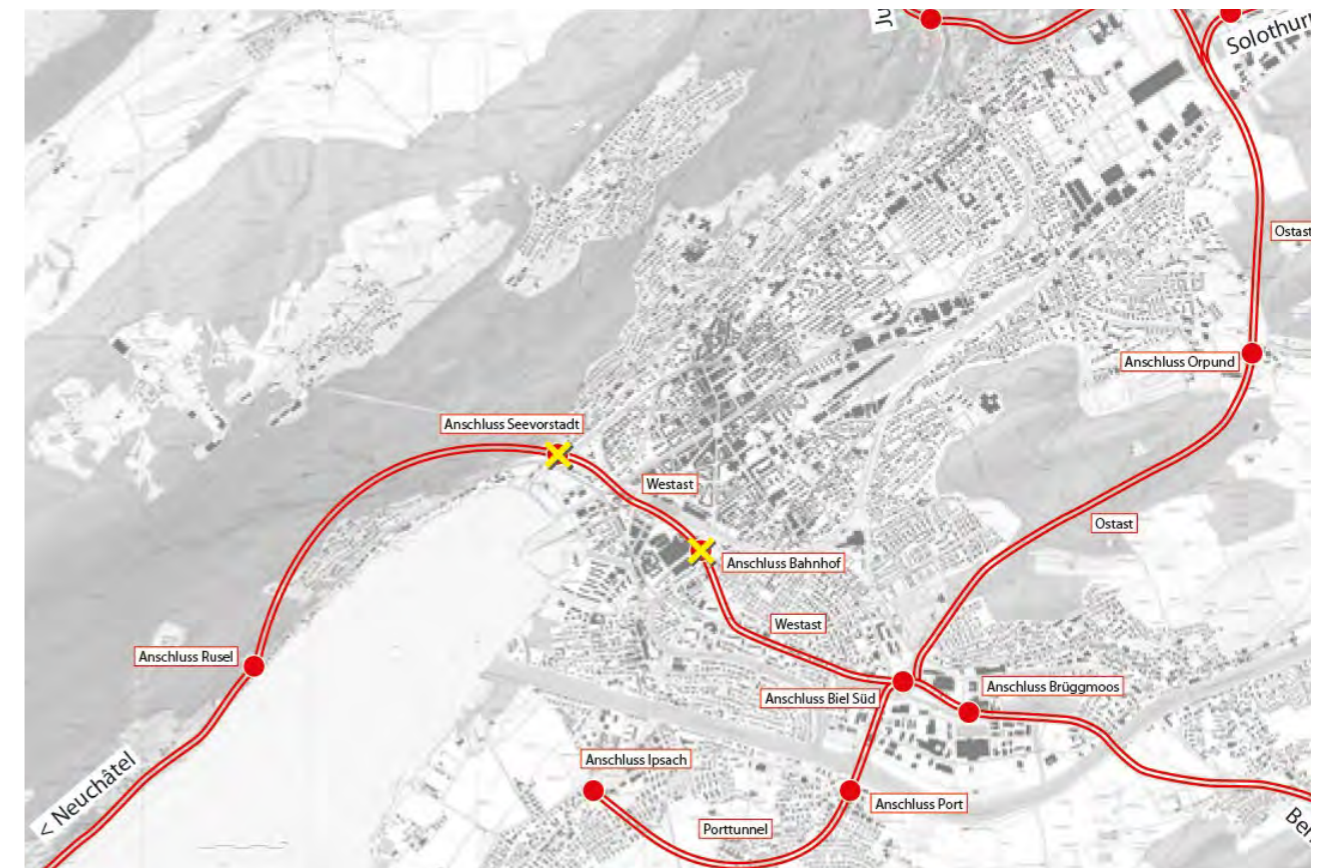 Ju
Solothurn
Ostast
Anschluss Orpund
Anschluss Seevorstadt
Westast
Ostast
Anschluss Bahnhof
Westast
Anschluss Rusel
Anschluss Brüggmoos
Anschluss Biel Süd
Anschluss Ipsach
< Neuchâtel
Anschluss Port
Porttunnel
Ber